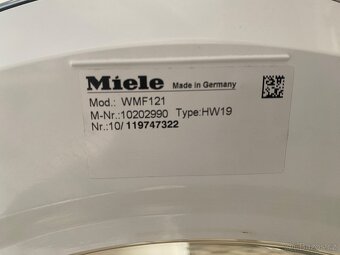 Miele Made in Germany
Mod.: WMF121
M-Nr.:10202990 Type:HW19
Nr.:10/ 119747322